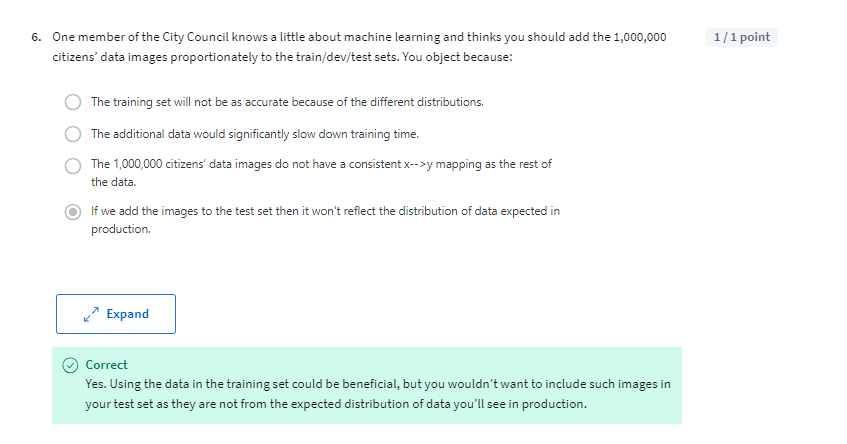 6. One member of the City Council knows a little about machine learning and thinks you should add the 1,000,000
1 / 1 point
citizens' data images proportionately to the train/dev/test sets. You object because:
The training set will not be as accurate because of the different distributions.
The additional data would significantly slow down training time.
The 1,000,000 citizens' data images do not have a consistent x-->y mapping as the rest of
the data.
If we add the images to the test set then it won't reflect the distribution of data expected in
production.
Expand
Correct
Yes. Using the data in the training set could be beneficial, but you wouldn't want to include such images in
your test set as they are not from the expected distribution of data you'll see in production.